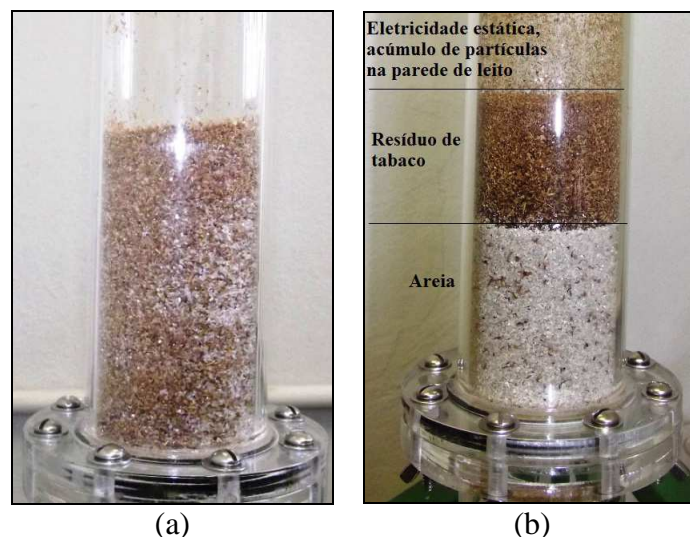 Eletricidade estática,
acúmulo de partículas
na parede de leito
Resíduo de
tabaco
Areia
(a)
(b)